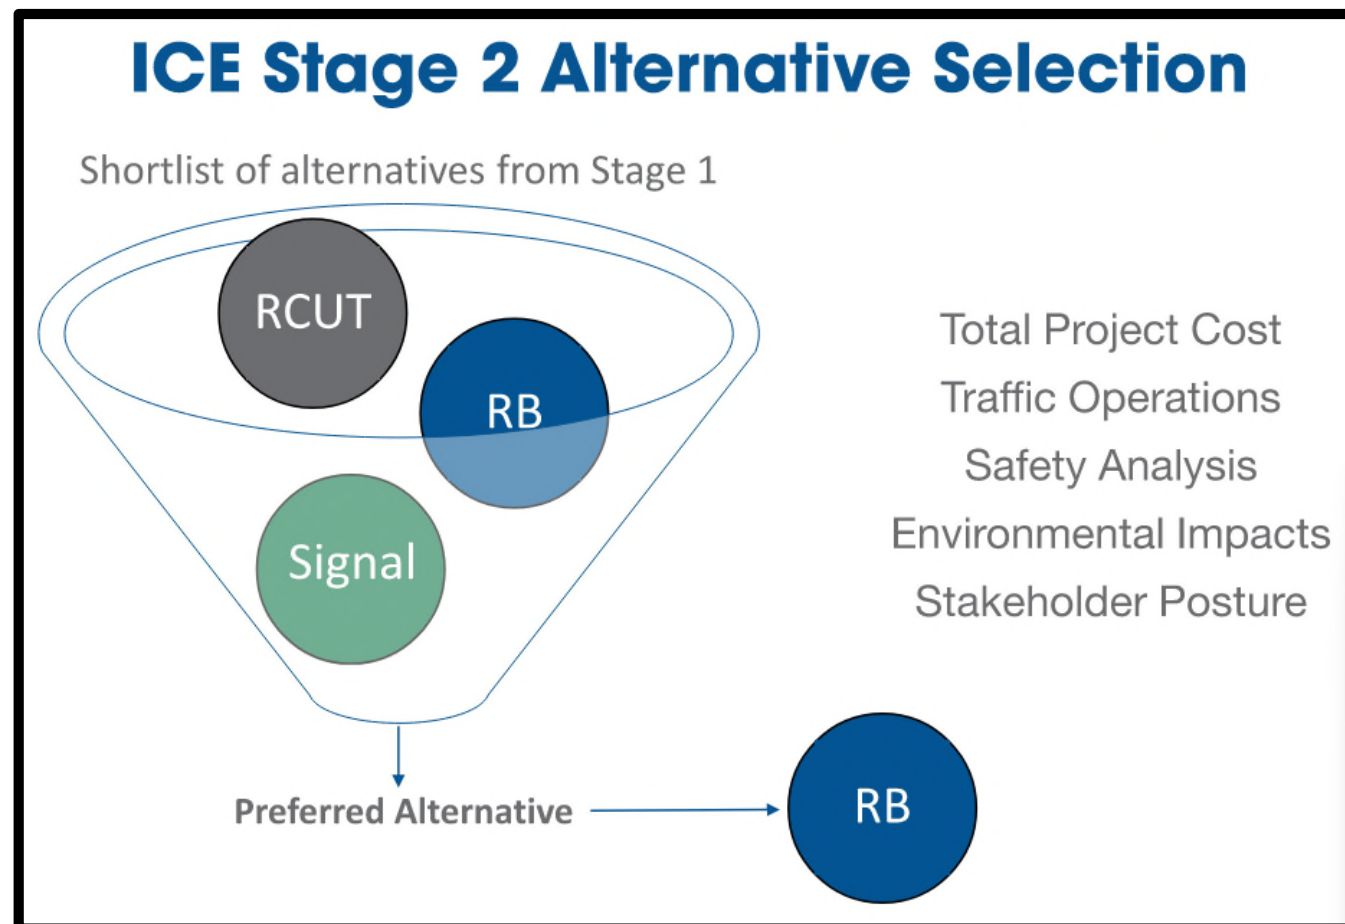 ICE Stage 2 Alternative Selection
Shortlist of alternatives from Stage 1
RCUT
RB
Signal
Total Project Cost
Traffic Operations
Safety Analysis
Environmental Impacts
Stakeholder Posture
Preferred Alternative
RB